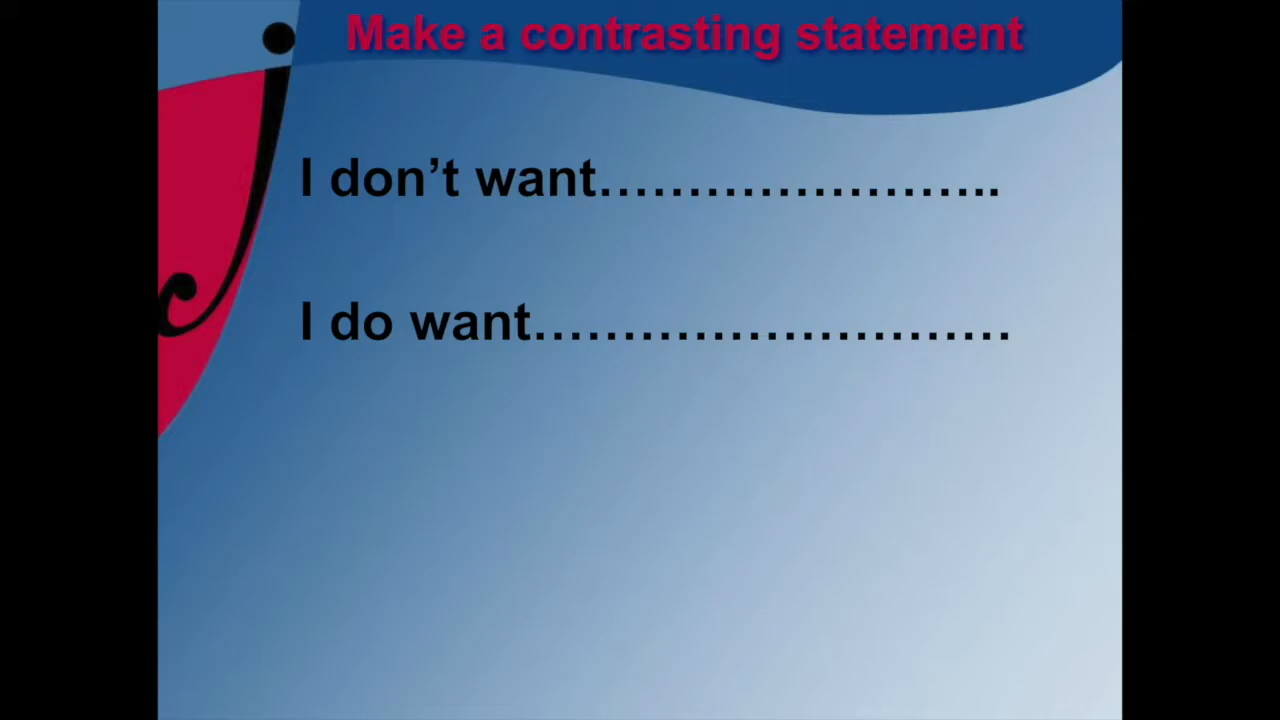 Make a contrasting statement
I don’t want……………………..
I do want………………………